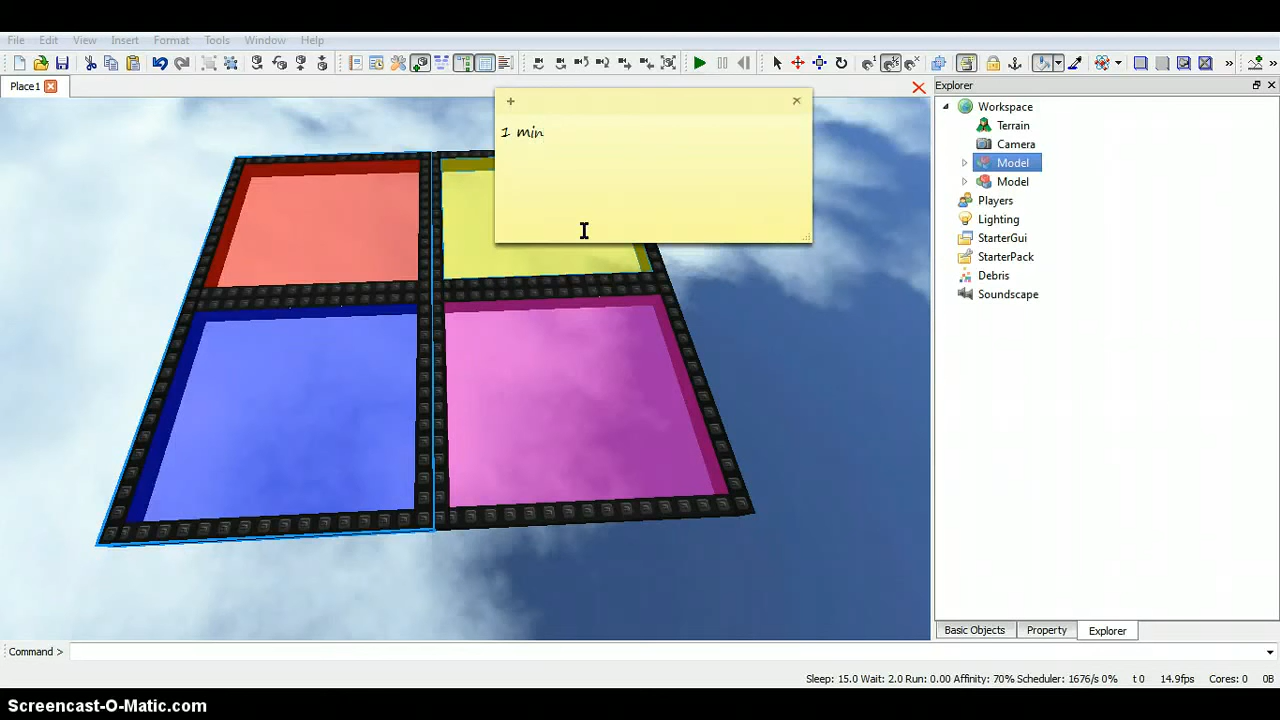 File Edit View Insert Format Tools Window Help
Place1
1 min
Explorer
Workspace
Terrain
Camera
Model
Model
Players
Lighting
StarterGui
StarterPack
Debris
Soundscape
Basic Objects Property Explorer
Command >
Sleep: 15.0 Wait: 2.0 Run: 0.00 Affinity: 70% Scheduler: 1676/s 0% t 0 14.9fps Cores: 0 0B
Screencast-O-Matic.com